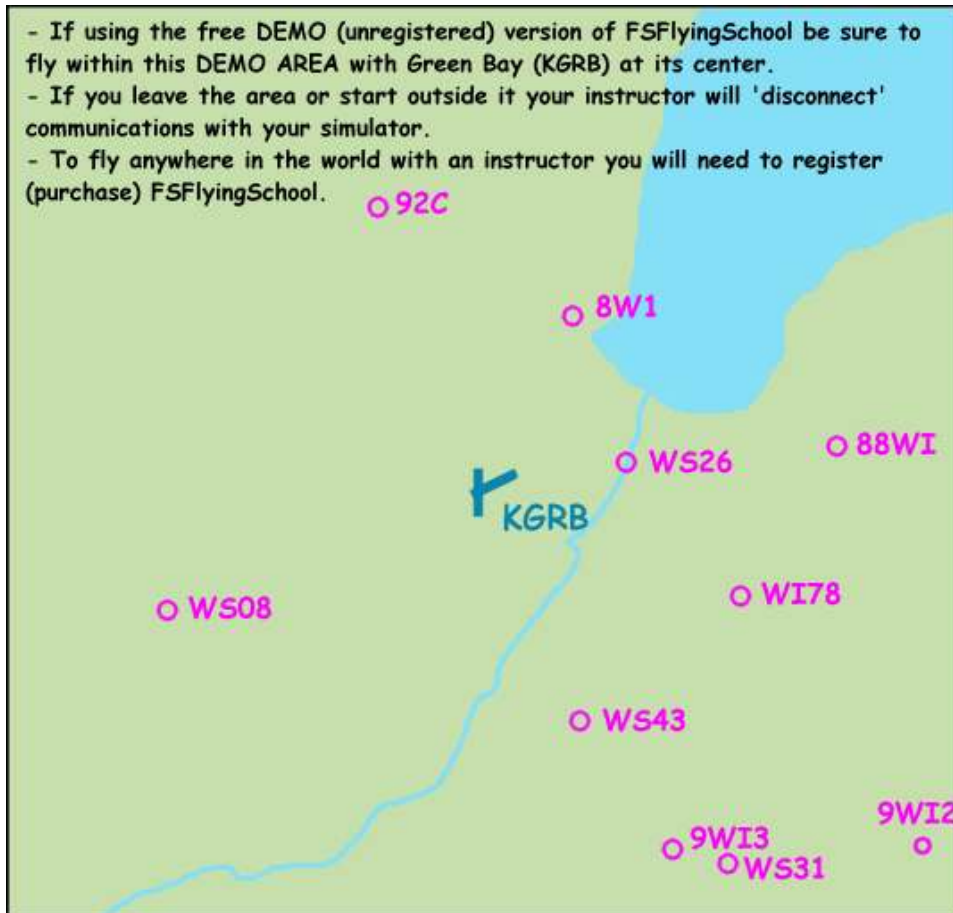 - If using the free DEMO (unregistered) version of FSFlyingSchool be sure to
fly within this DEMO AREA with Green Bay (KGRB) at its center.
- If you leave the area or start outside it your instructor will 'disconnect'
communications with your simulator.
- To fly anywhere in the world with an instructor you will need to register
(purchase) FSFlyingSchool.
92C
8W1
88WI
WS26
KGRB
WI78
WS08
WS43
9WI2
9WI3
WS31